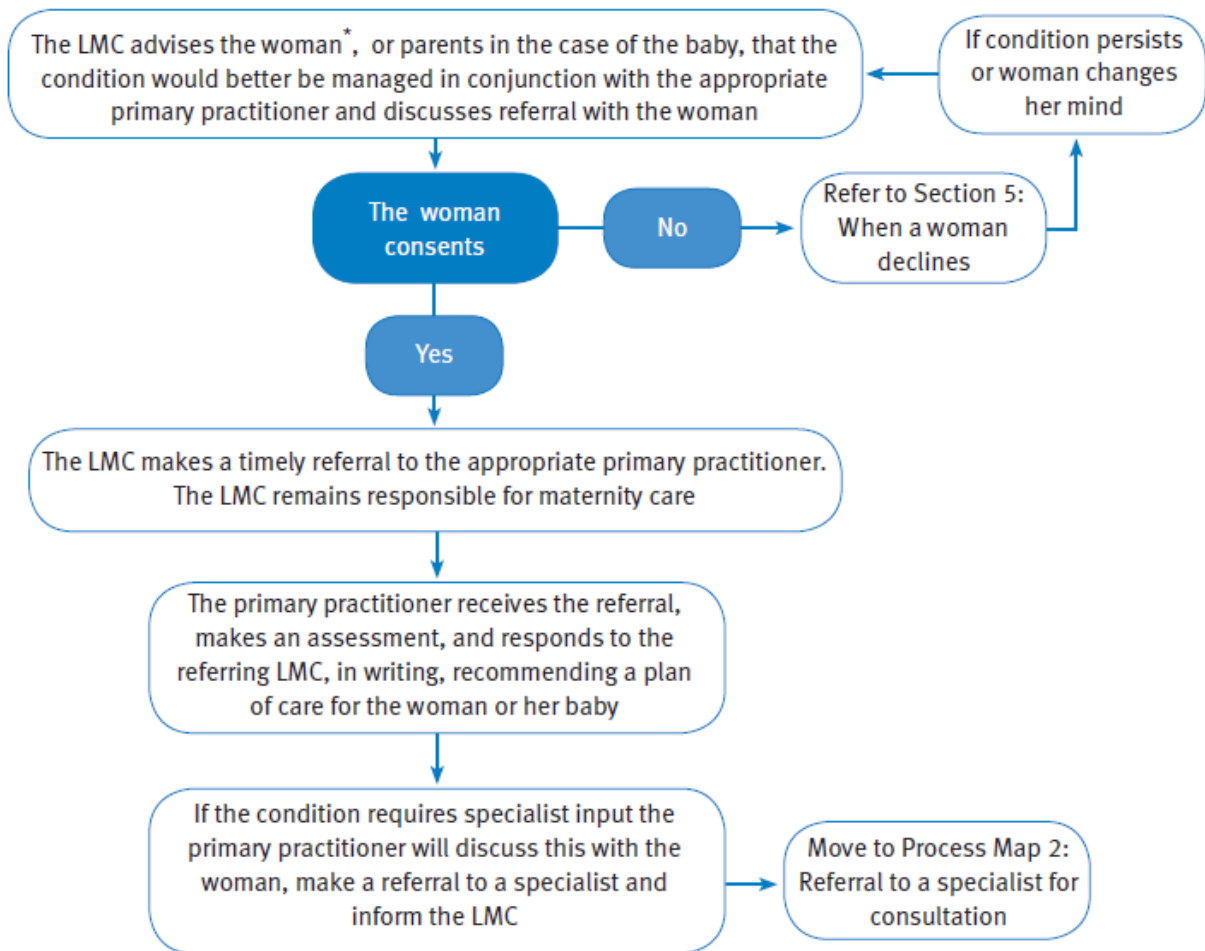 The LMC advises the woman*, or parents in the case of the baby, that the
condition would better be managed in conjunction with the appropriate
primary practitioner and discusses referral with the woman
If condition persists
or woman changes
her mind
The woman
consents
No
Refer to Section 5:
When a woman
declines
Yes
The LMC makes a timely referral to the appropriate primary practitioner.
The LMC remains responsible for maternity care
The primary practitioner receives the referral,
makes an assessment, and responds to the
referring LMC, in writing, recommending a plan
of care for the woman or her baby
If the condition requires specialist input the
primary practitioner will discuss this with the
woman, make a referral to a specialist and
inform the LMC
Move to Process Map 2:
Referral to a specialist for
consultation